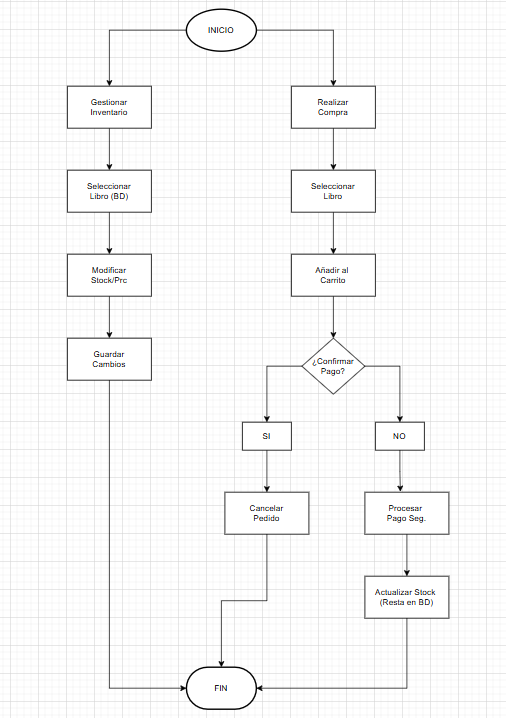 INICIO
Gestionar
Inventario
Realizar
Compra
Seleccionar
Libro (BD)
Seleccionar
Libro
Modificar
Stock/Prc
Añadir al
Carrito
Guardar
Cambios
¿Confirmar
Pago?
SI
NO
Cancelar
Pedido
Procesar
Pago Seg.
Actualizar Stock
(Resta en BD)
FIN